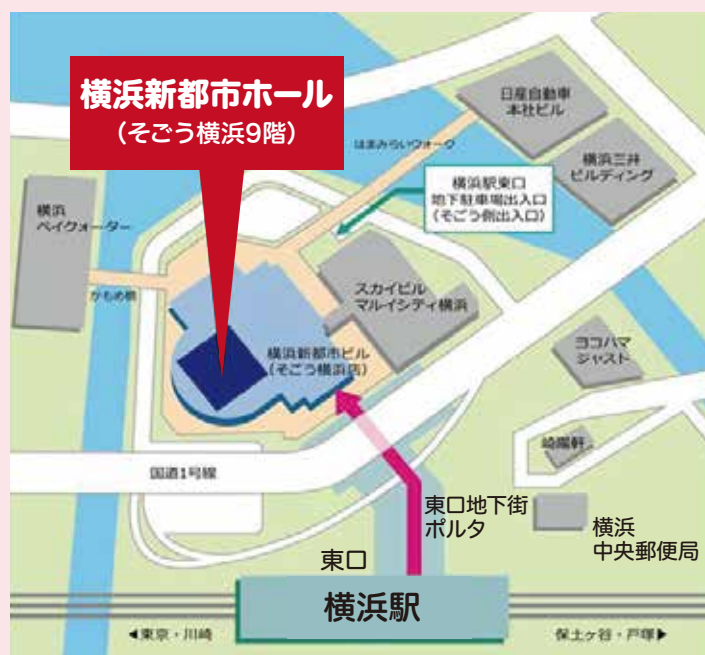 横浜新都市ホール
（そごう横浜9階）
日産自動車
本社ビル
はまみらいウォーク
横浜三井
ビルディング
横浜駅東口
地下駐車場出入口
（そごう側出入口）
横浜
ベイクォーター
かもめ橋
スカイビル
マルイシティ横浜
横浜新都市ビル
（そごう横浜店）
ヨコハマ
ジャスト
崎陽軒
国道1号線
東口地下街
ポルタ
横浜
中央郵便局
東口
横浜駅
◀東京・川崎
保土ヶ谷・戸塚▶